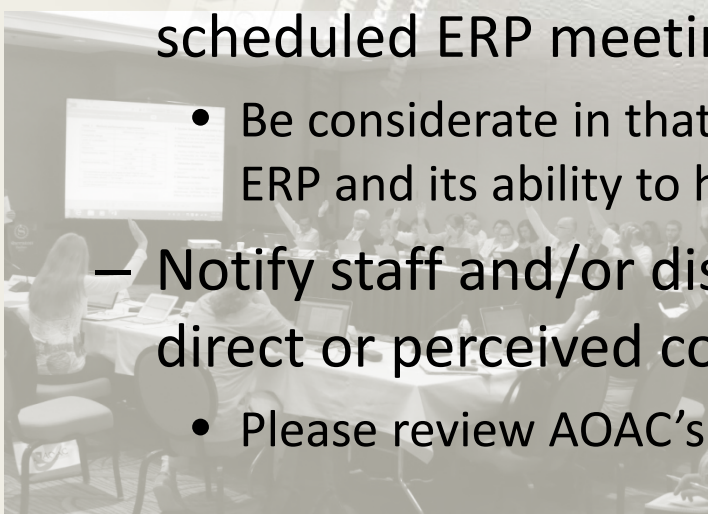 scheduled ERP meeti
• Be considerate in that
ERP and its ability to h
– Notify staff and/or dis
direct or perceived co
• Please review AOAC’s